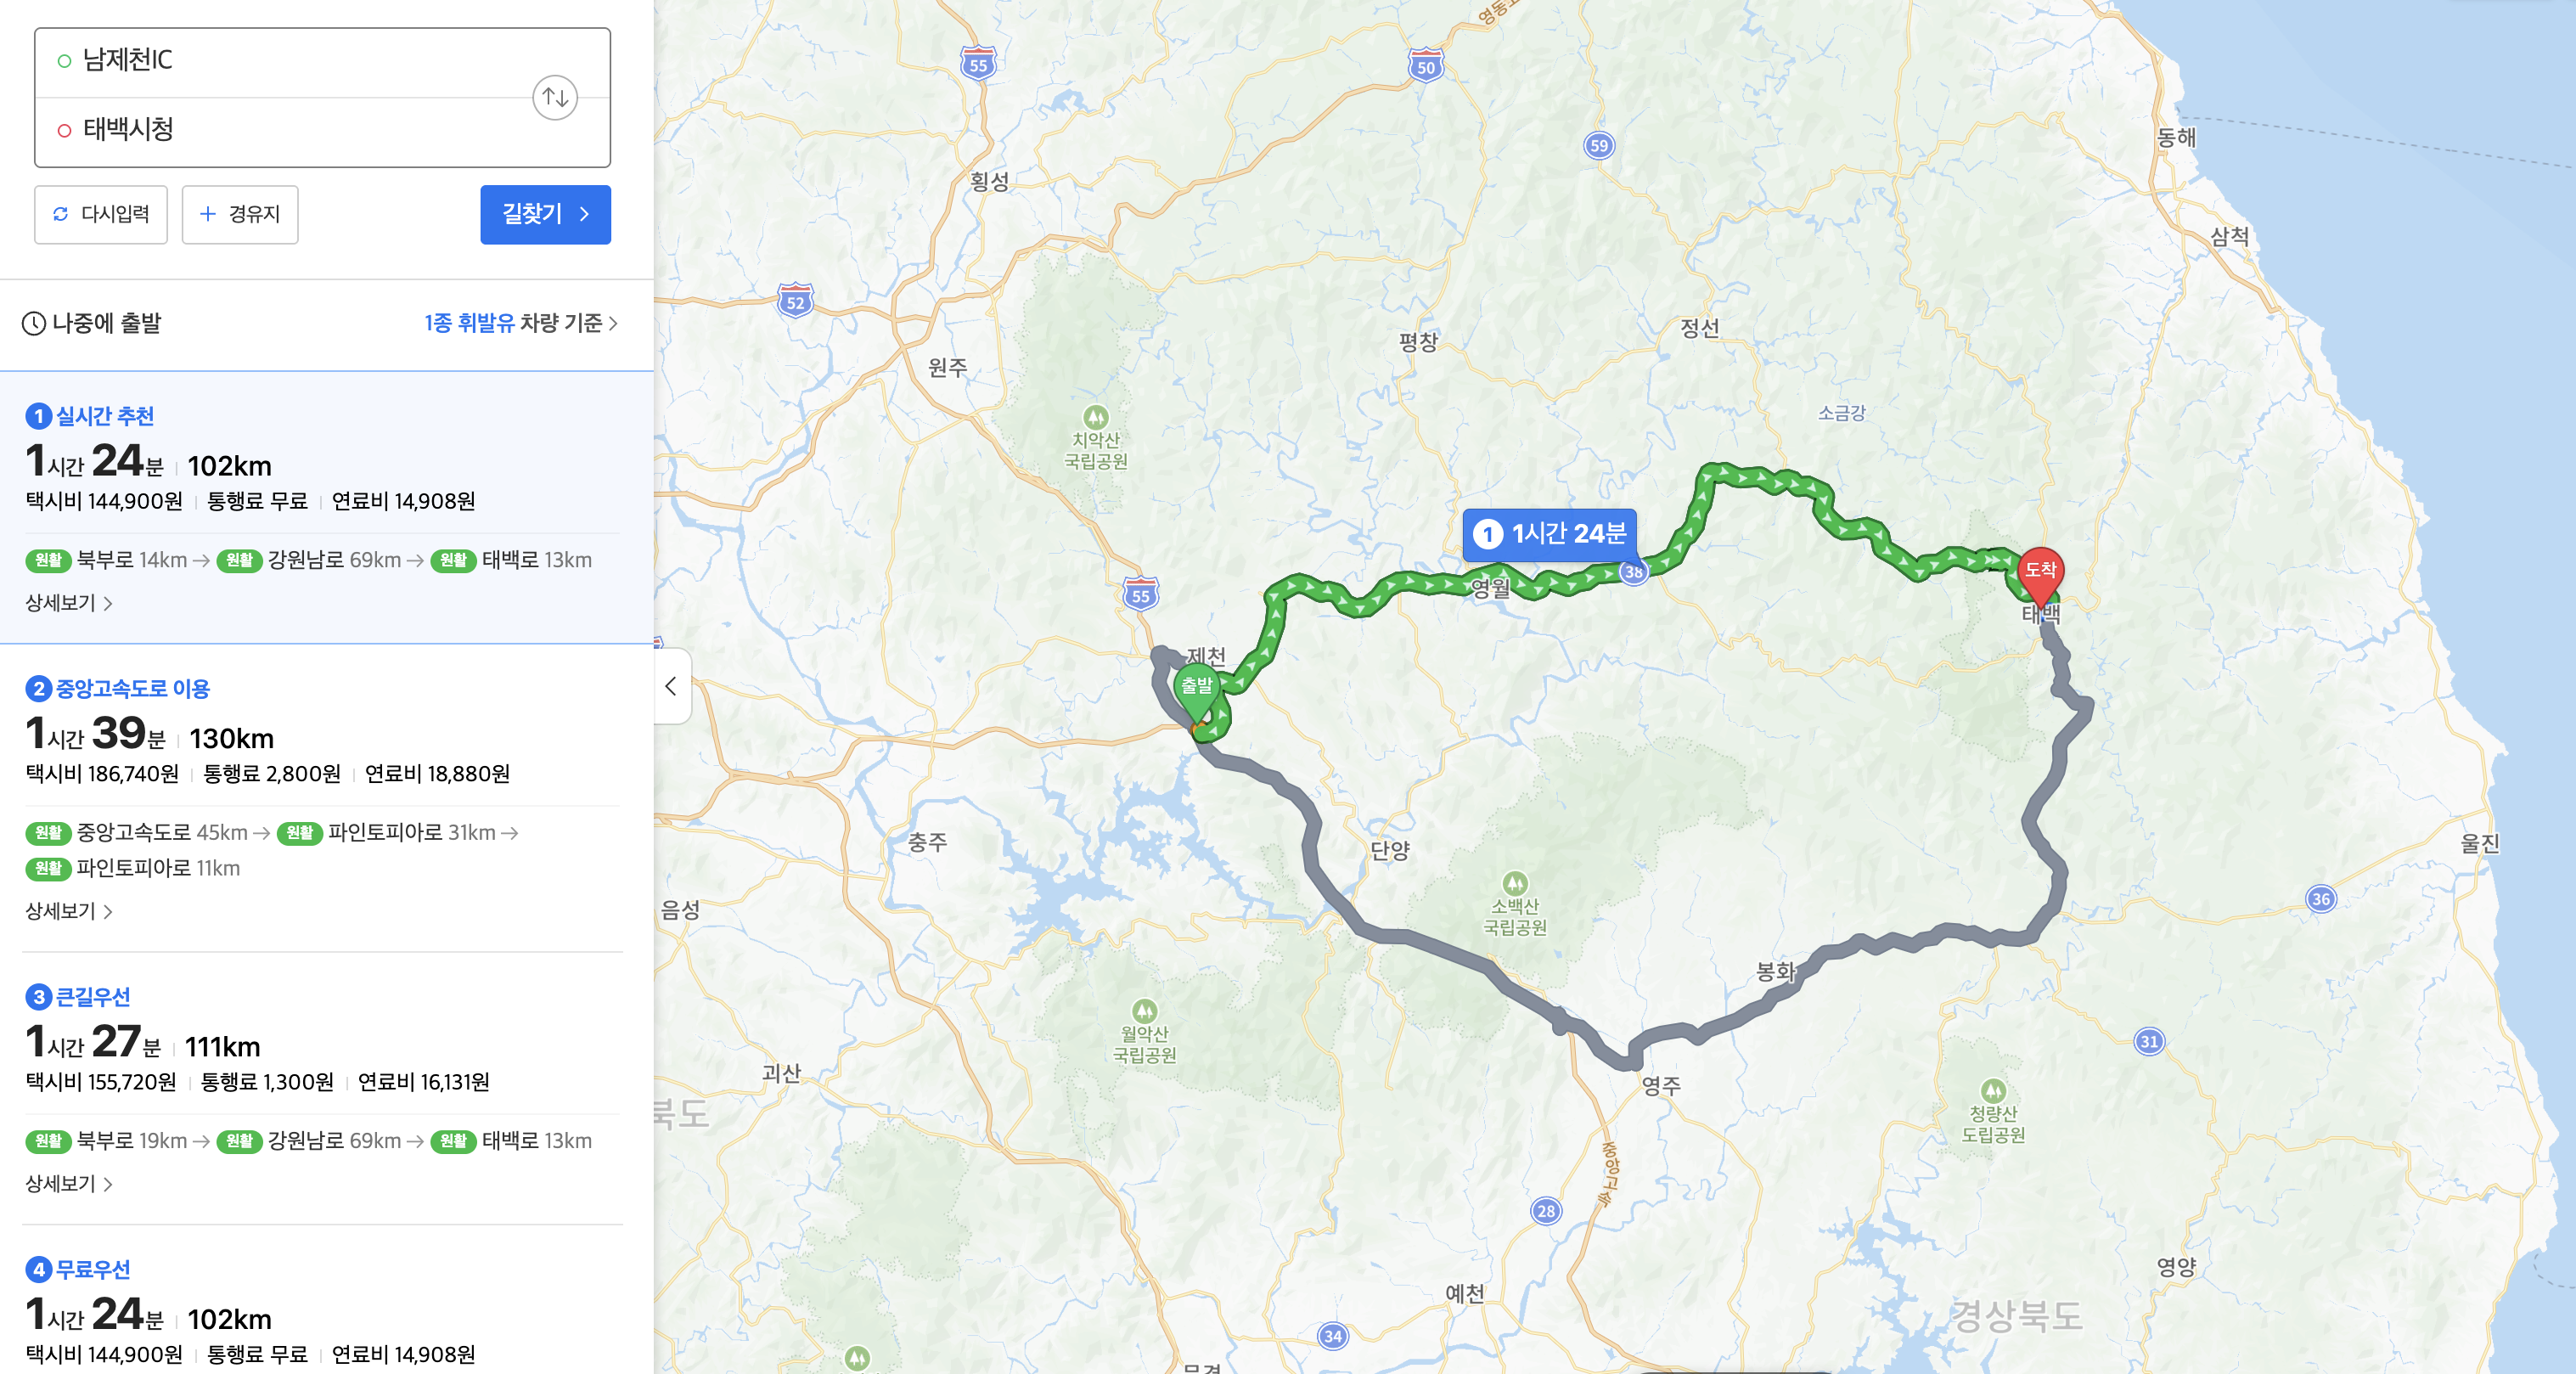 남제천IC
태백시청
다시입력
경유지
길찾기
나중에 출발
1종 휘발유 차량 기준
1 실시간 추천
1시간 24분 102km
택시비 144,900원 통행료 무료 연료비 14,908원
원활 북부로 14km → 원활 강원남로 69km → 원활 태백로 13km
상세보기
2 중앙고속도로 이용
1시간 39분 130km
택시비 186,740원 통행료 2,800원 연료비 18,880원
원활 중앙고속도로 45km → 원활 파인토피아로 31km →
원활 파인토피아로 11km
상세보기
3 큰길우선
1시간 27분 111km
택시비 155,720원 통행료 1,300원 연료비 16,131원
원활 북부로 19km → 원활 강원남로 69km → 원활 태백로 13km
상세보기
4 무료우선
1시간 24분 102km
택시비 144,900원 통행료 무료 연료비 14,908원
55
50
59
동해
횡성
삼척
52
정선
평창
원주
소금강
치악산
국립공원
1 1시간 24분
38
도착
영월
55
태백
제천
출발
충주
단양
울진
소백산
국립공원
36
음성
봉화
월악산
국립공원
31
괴산
영주
북도
청량산
도립공원
중앙고속
28
영양
예천
경상북도
34